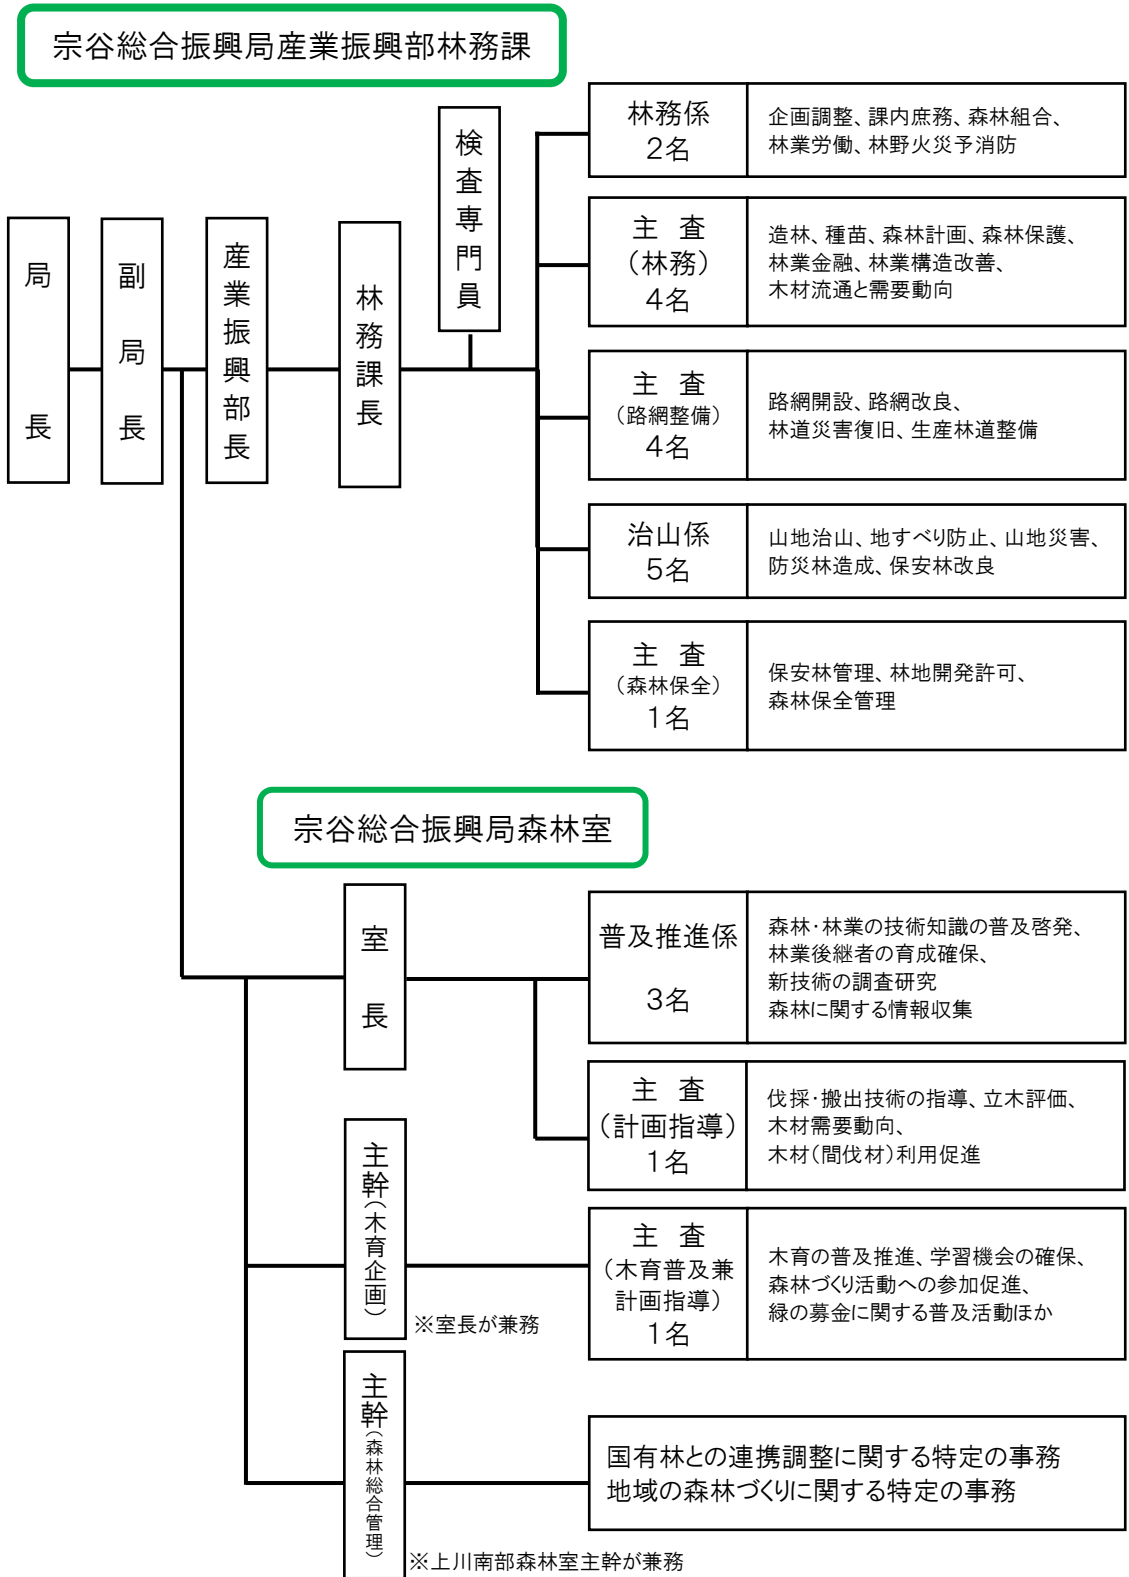 宗谷総合振興局産業振興部林務課
局長
副局長
産業振興部長
林務課長
検査専門員
林務係
2名
企画調整、課内庶務、森林組合、
林業労働、林野火災予消防
主　査
（林務）
4名
造林、種苗、森林計画、森林保護、
林業金融、林業構造改善、
木材流通と需要動向
主　査
（路網整備）
4名
路網開設、路網改良、
林道災害復旧、生産林道整備
治山係
5名
山地治山、地すべり防止、山地災害、
防災林造成、保安林改良
主　査
（森林保全）
1名
保安林管理、林地開発許可、
森林保全管理
宗谷総合振興局森林室
室長
普及推進係
3名
森林・林業の技術知識の普及啓発、
林業後継者の育成確保、
新技術の調査研究
森林に関する情報収集
主　査
（計画指導）
1名
伐採・搬出技術の指導、立木評価、
木材需要動向、
木材（間伐材）利用促進
主幹（木育企画）
※室長が兼務
主　査
（木育普及兼
計画指導）
1名
木育の普及推進、学習機会の確保、
森林づくり活動への参加促進、
緑の募金に関する普及活動ほか
主幹（森林総合管理）
※上川南部森林室主幹が兼務
国有林との連携調整に関する特定の事務
地域の森林づくりに関する特定の事務